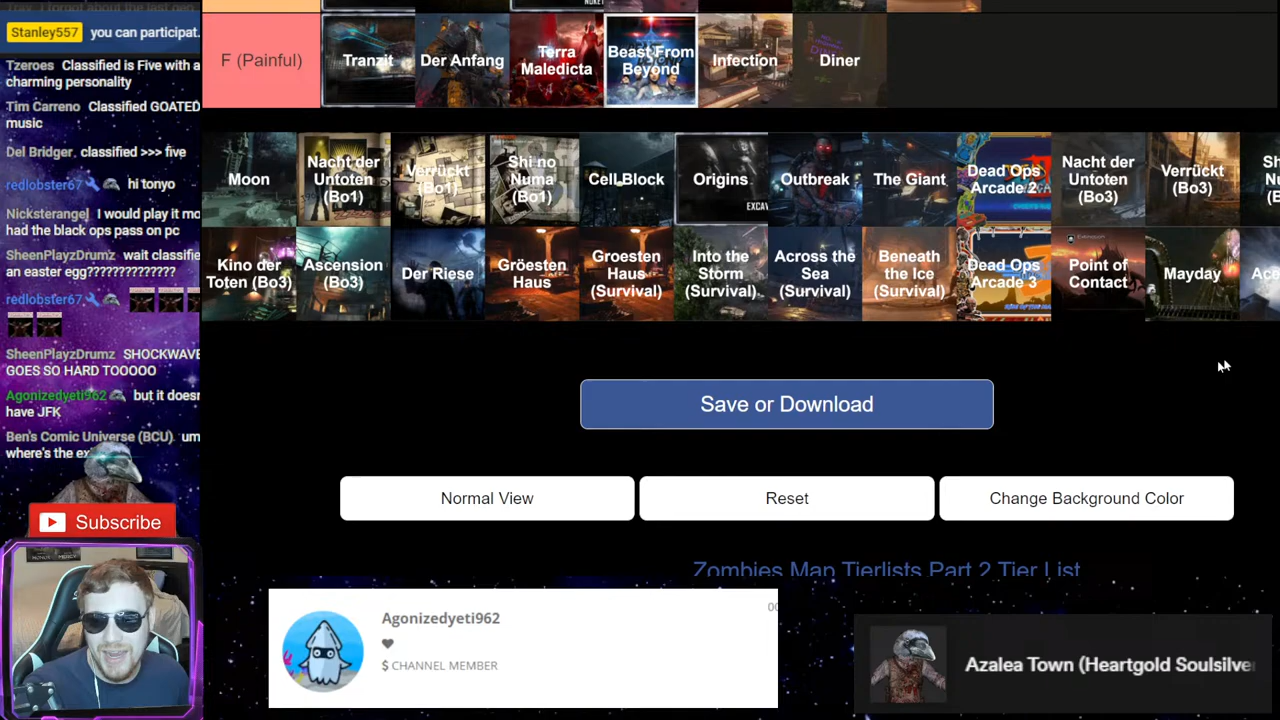 Stanley557 you can participat.
Tzeroes Classified is Five with a
charming personality
Tim Carreno Classified GOATED
music
Del Bridger. classified >>> five
redlobster67 hi tonyo
Nicksterangel I would play it mo
had the black ops pass on pc
SheenPlayzDrumz wait classifie
an easter egg??????????????
redlobster67
SheenPlayzDrumz SHOCKWAVE
GOES SO HARD TOOOOO
Agonizedyeti962 but it doesn
have JFK
Ben's Comic Universe (BCU) um
where's the
Subscribe
F (Painful)
Tranzit
Der Anfang
Terra
Maledicta
Beast From
Beyond
Infection
Diner
Moon
Nacht der
Untoten
(Bo1)
Verrückt
(Bo1)
Shi no
Numa
(Bo1)
Cell Block
Origins
EXCAV
Outbreak
The Giant
Dead Ops
Arcade 2
Nacht der
Untoten
(Bo3)
Verrückt
(Bo3)
Kino der
Toten (Bo3)
Ascension
(Bo3)
Der Riese
Gröesten
Haus
Groesten
Haus
(Survival)
Into the
Storm
(Survival)
Across the
Sea
(Survival)
Beneath
the Ice
(Survival)
Dead Ops
Arcade 3
Point of
Contact
Mayday
Save or Download
Normal View
Reset
Change Background Color
Zombies Map Tierlists Part 2 Tier List
Agonizedyeti962
$ CHANNEL MEMBER
Azalea Town (Heartgold Soulsilve